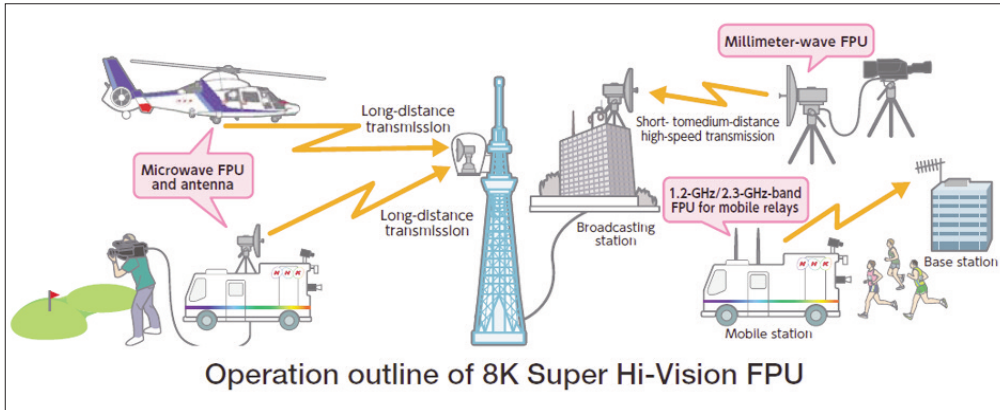 Millimeter-wave FPU
Long-distance
transmission
Short- tomedium-distance
high-speed transmission
Microwave FPU
and antenna
1.2-GHz/2.3-GHz-band
FPU for mobile relays
Long-distance
transmission
Broadcasting
station
Base station
NHK
NHK
Mobile station
Operation outline of 8K Super Hi-Vision FPU